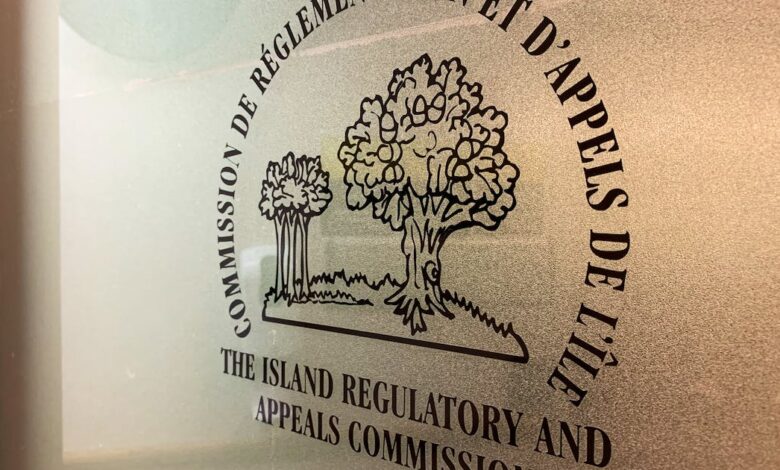 COMMISSION DE ET D'APPELS DE L'ÎLE
THE ISLAND REGULATORY AND
APPEALS COMMISSION